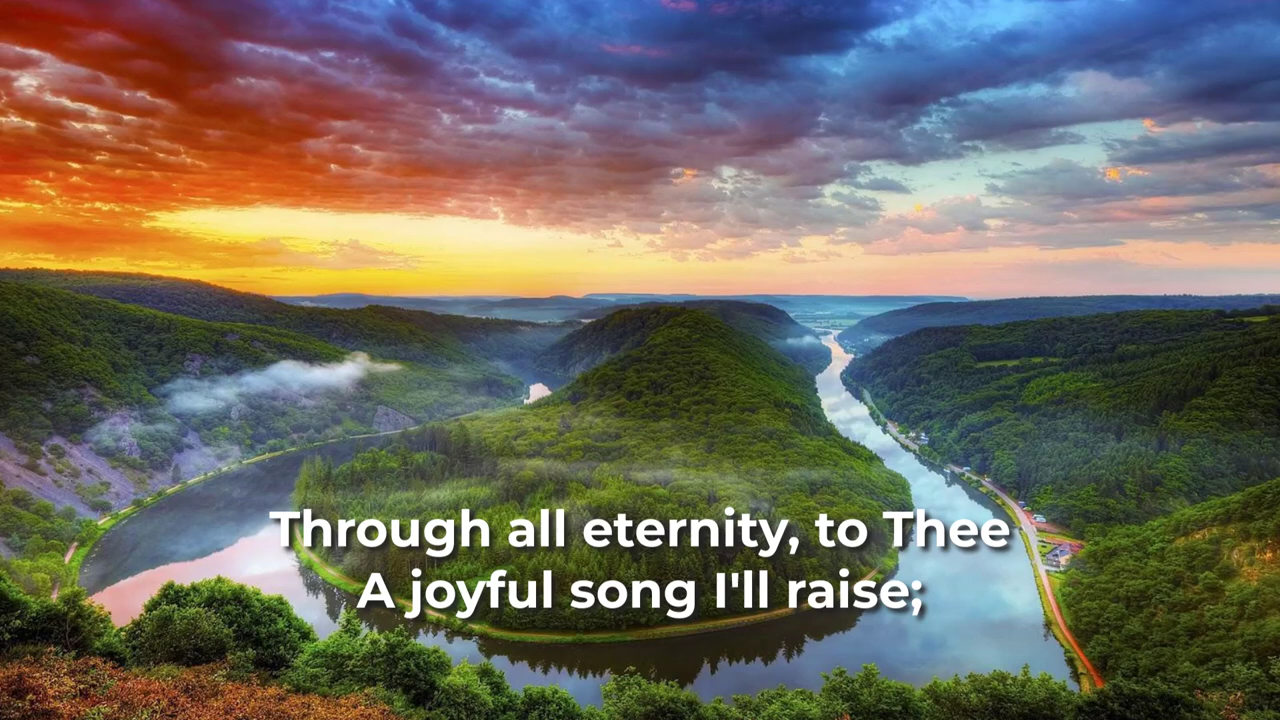 Through all eternity, to Thee
A joyful song I'll raise;